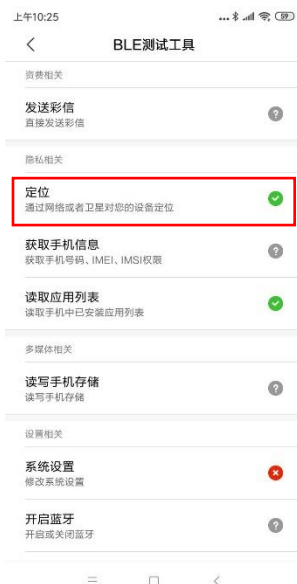 上午10:25
59
BLE测试工具
资费相关
发送彩信
直接发送彩信
隐私相关
定位
通过网络或者卫星对您的设备定位
获取手机信息
获取手机号码、IMEI、IMSI权限
读取应用列表
读取手机中已安装应用列表
多媒体相关
读写手机存储
读写手机存储
设置相关
系统设置
修改系统设置
开启蓝牙
开启或关闭蓝牙